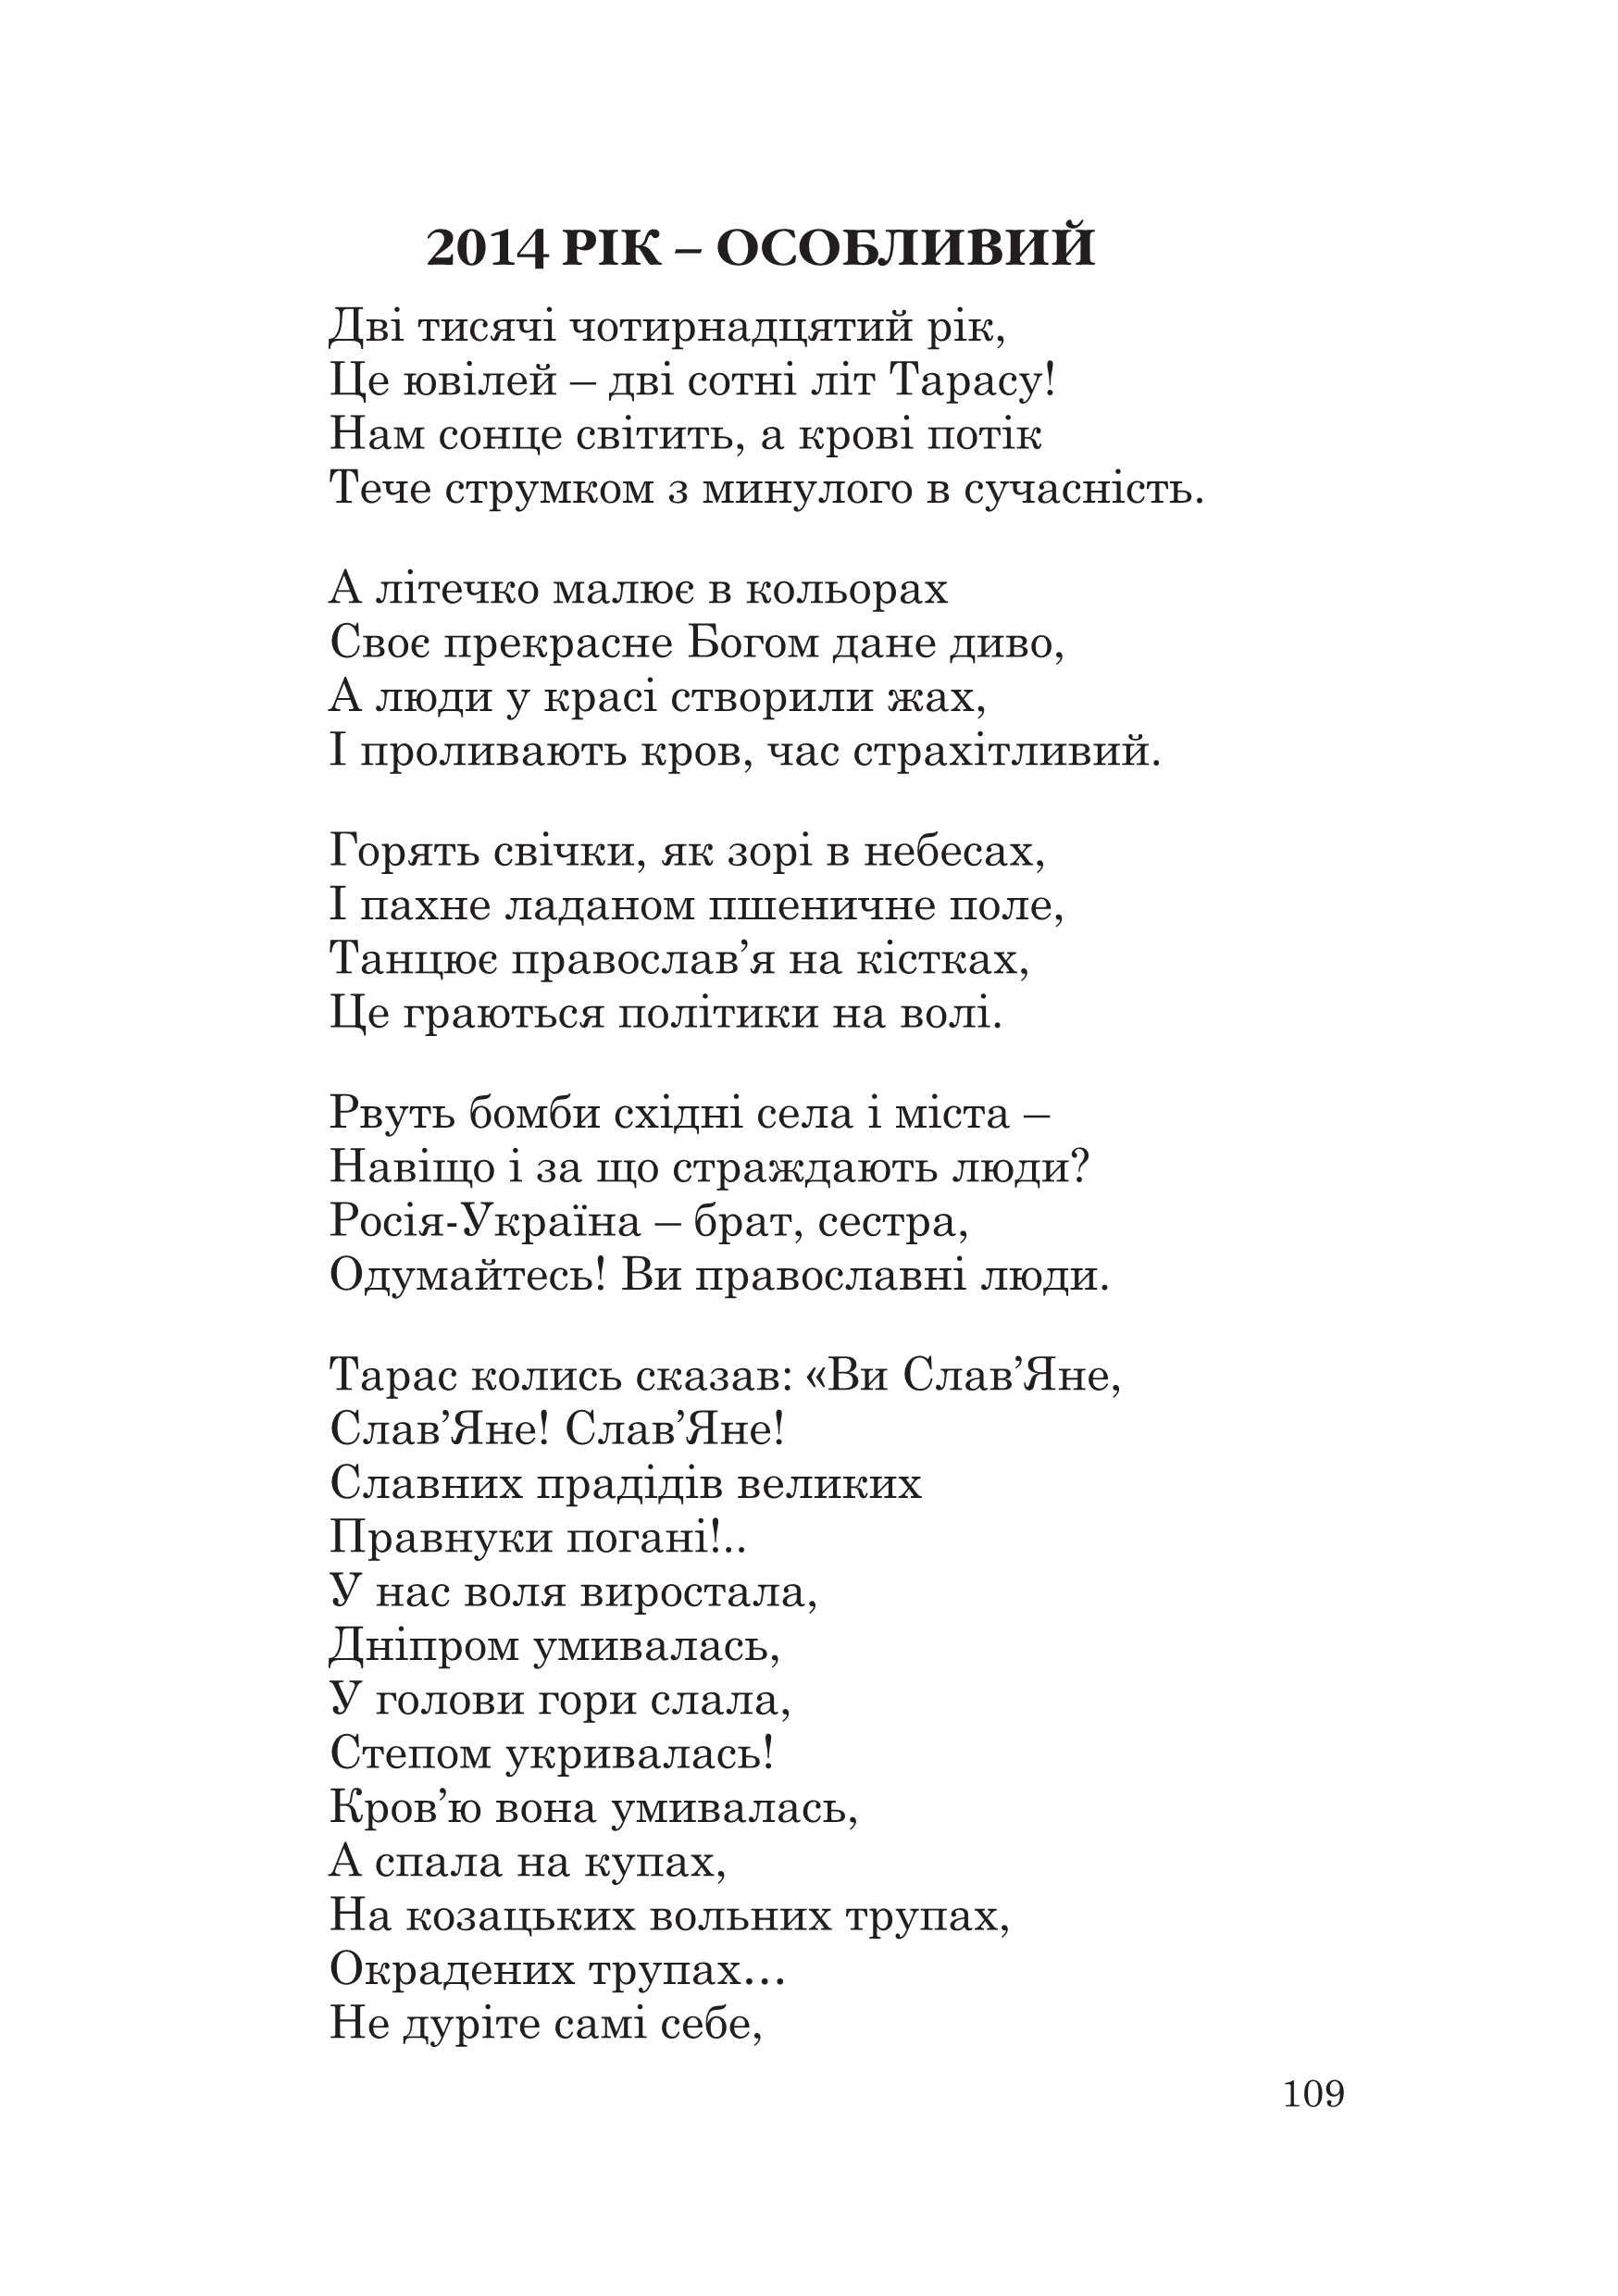 2014 РІК – ОСОБЛИВИЙ
Дві тисячі чотирнадцятий рік,
Це ювілей – дві сотні літ Тарасу!
Нам сонце світить, а крові потік
Тече струмком з минулого в сучасність.
А літечко малює в кольорах
Своє прекрасне Богом дане диво,
А люди у красі створили жах,
І проливають кров, час страхітливий.
Горять свічки, як зорі в небесах,
І пахне ладаном пшеничне поле,
Танцює православ’я на кістках,
Це граються політики на волі.
Рвуть бомби східні села і міста –
Навіщо і за що страждають люди?
Росія-Україна – брат, сестра,
Одумайтесь! Ви православні люди.
Тарас колись сказав: «Ви Слав’Яне,
Слав’Яне! Слав’Яне!
Славних прадідів великих
Правнуки погані!..
У нас воля виростала,
Дніпром умивалась,
У голови гори слала,
Степом укривалась!
Кров’ю вона умивалась,
А спала на купах,
На козацьких вольних трупах,
Окрадених трупах...
Не дуріте самі себе,
109